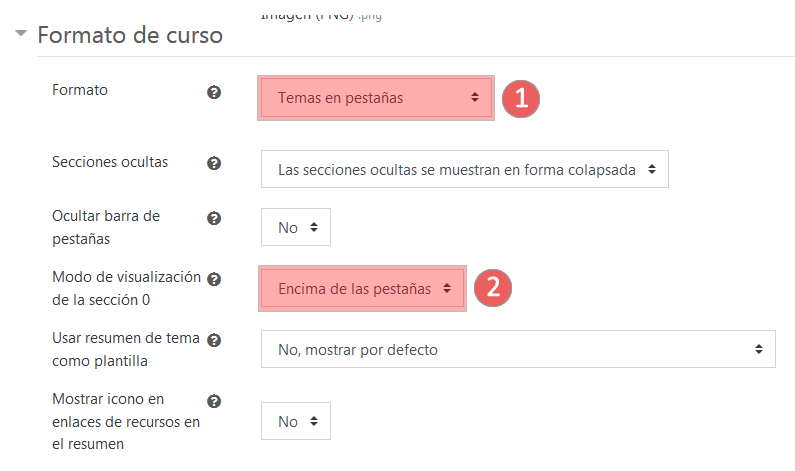 Imagen (PNG) .png
Formato de curso
Formato
Temas en pestañas
1
Secciones ocultas
Las secciones ocultas se muestran en forma colapsada
Ocultar barra de
pestañas
No
Modo de visualización
de la sección 0
Encima de las pestañas
2
Usar resumen de tema
como plantilla
No, mostrar por defecto
Mostrar icono en
enlaces de recursos en
el resumen
No